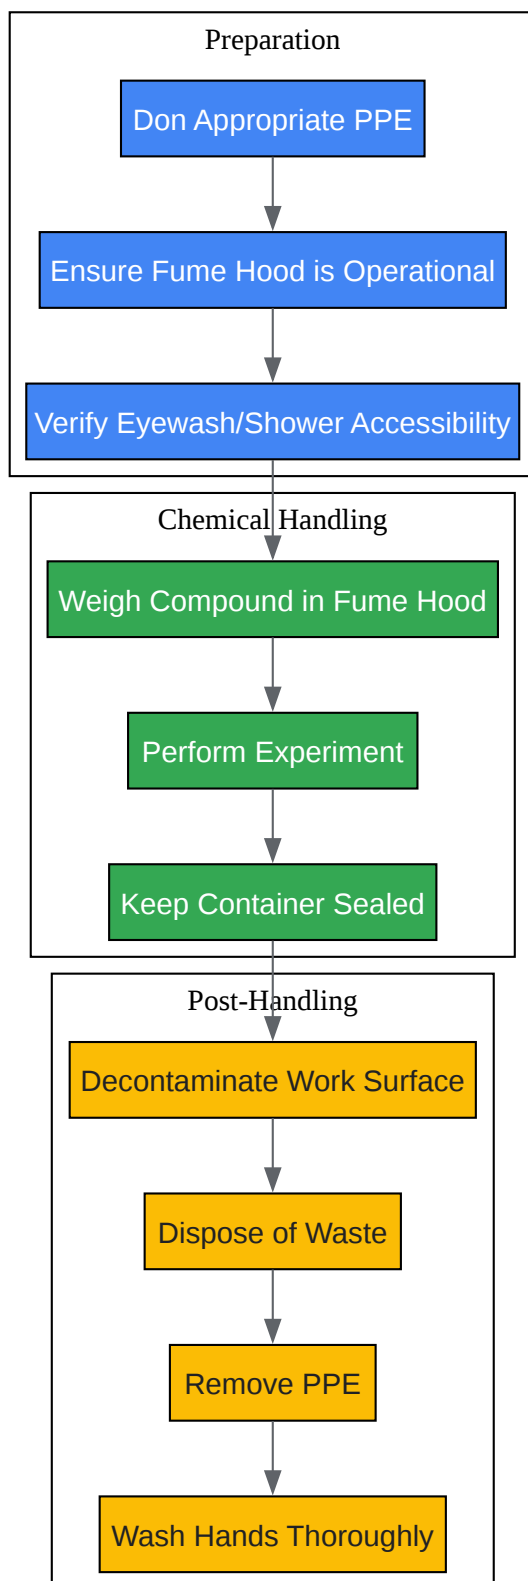 Preparation
Don Appropriate PPE
Ensure Fume Hood is Operational
Verify Eyewash/Shower Accessibility
Chemical Handling
Weigh Compound in Fume Hood
Perform Experiment
Keep Container Sealed
Post-Handling
Decontaminate Work Surface
Dispose of Waste
Remove PPE
Wash Hands Thoroughly